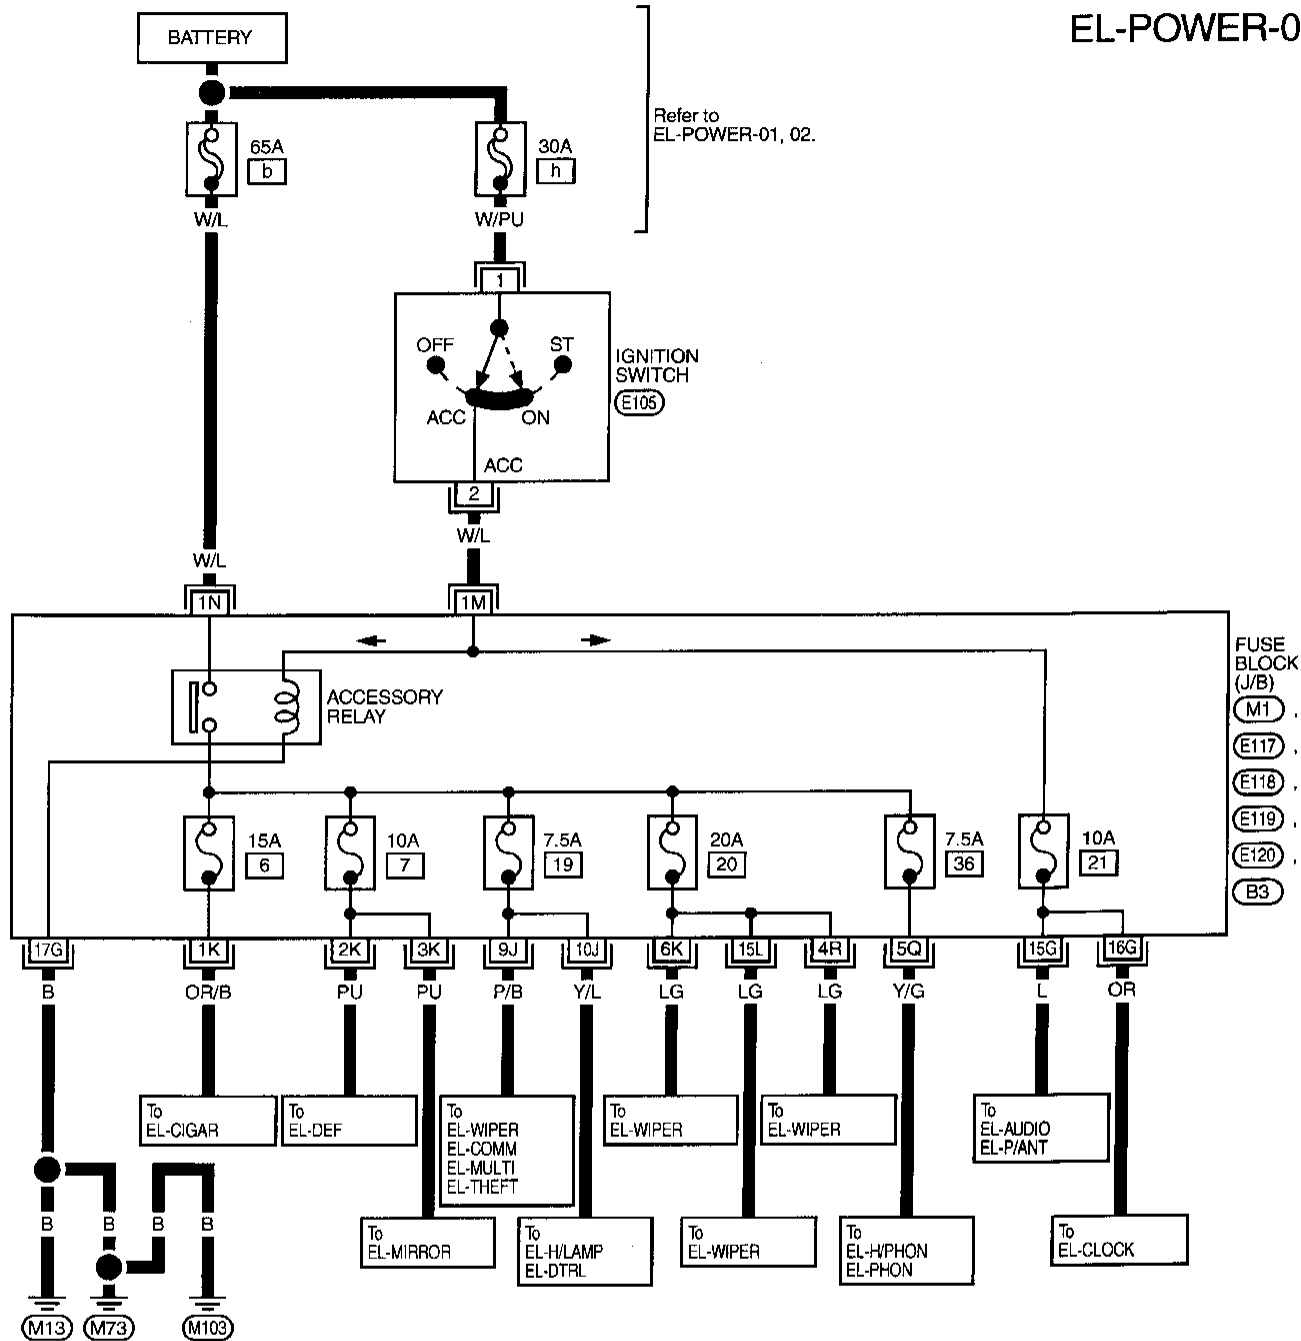 EL-POWER-0
BATTERY
Refer to
EL-POWER-01, 02.
65A
b
30A
h
W/L
W/PU
1
OFF
ST
IGNITION
SWITCH
E105
ACC
ON
ACC
2
W/L
W/L
1N
1M
FUSE
BLOCK
(J/B)
M1 ,
E117 ,
E118 ,
E119 ,
E120 ,
B3
ACCESSORY
RELAY
15A
6
10A
7
7.5A
19
20A
20
7.5A
36
10A
21
17G
1K
2K
3K
9J
10J
6K
15L
4R
5Q
15G
16G
B
OR/B
PU
PU
P/B
Y/L
LG
LG
LG
Y/G
L
OR
To
EL-CIGAR
To
EL-DEF
To
EL-WIPER
EL-COMM
EL-MULTI
EL-THEFT
To
EL-WIPER
To
EL-WIPER
To
EL-AUDIO
EL-P/ANT
B
B
B
B
To
EL-MIRROR
To
EL-H/LAMP
EL-DTRL
To
EL-WIPER
To
EL-H/PHON
EL-PHON
To
EL-CLOCK
M13
M73
M103